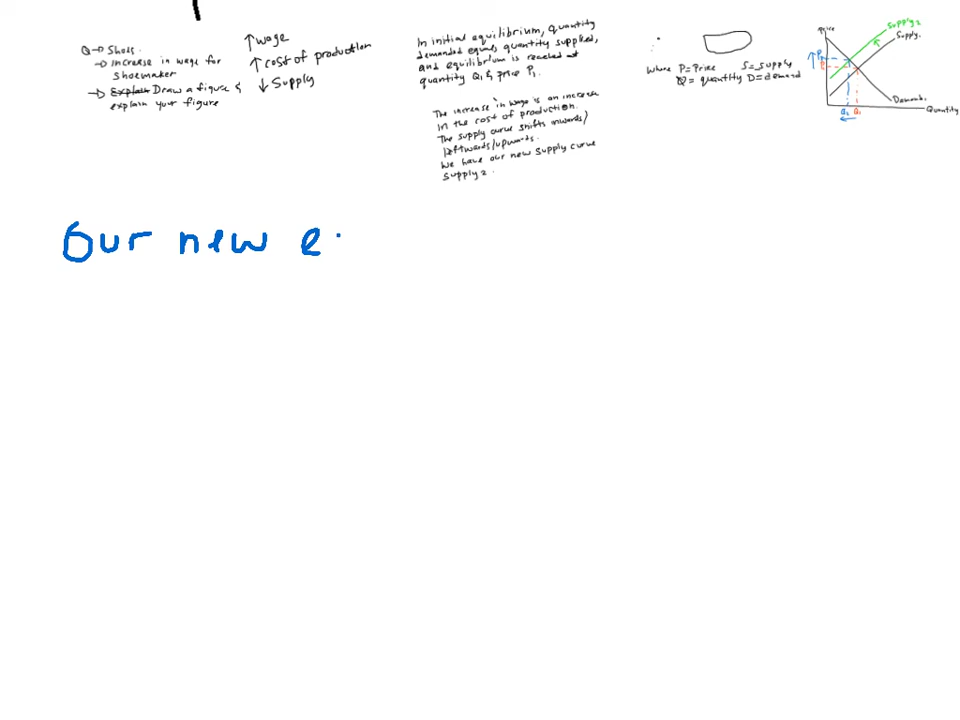 Q → Shoes.
→ Increase in wage for
shoemaker
→ Explain Draw a figure &
explain your figure
↑ wage
↑ cost of production
↓ Supply
In initial equilibrium, quantity
demanded equals quantity supplied,
and equilibrium is reached at
quantity Q1 & price P1.
The increase in wage is an increase
in the cost of production.
The supply curve shifts inwards/
leftwards/upwards.
We have our new supply curve
Supply 2.
where P = Price S = supply
Q = quantity D = demand
Price
Supply 2
Supply
Demand
Quantity
Q2 Q1
Our new e